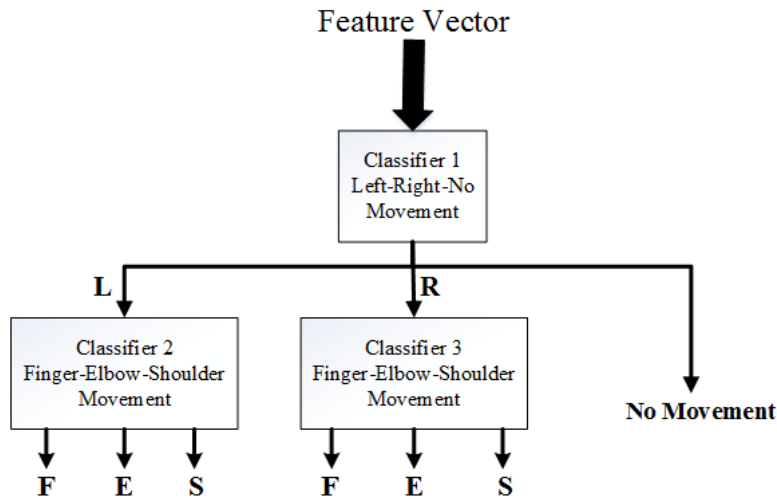 Feature Vector
Classifier 1
Left-Right-No
Movement
L
R
Classifier 2
Finger-Elbow-Shoulder
Movement
Classifier 3
Finger-Elbow-Shoulder
Movement
No Movement
F E S
F E S